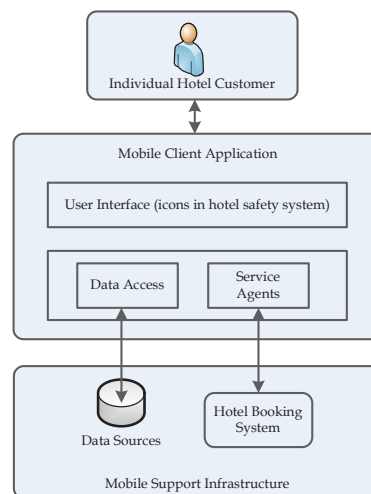 Individual Hotel Customer
Mobile Client Application
User Interface (icons in hotel safety system)
Data Access
Service
Agents
Data Sources
Hotel Booking
System
Mobile Support Infrastructure